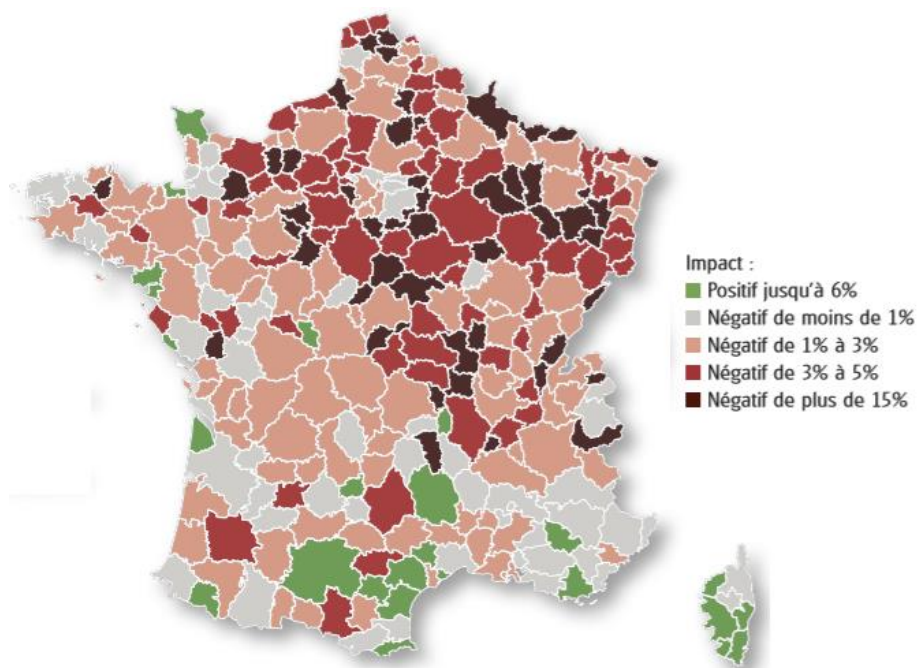 Impact :
Positif jusqu'à 6%
Négatif de moins de 1%
Négatif de 1% à 3%
Négatif de 3% à 5%
Négatif de plus de 15%